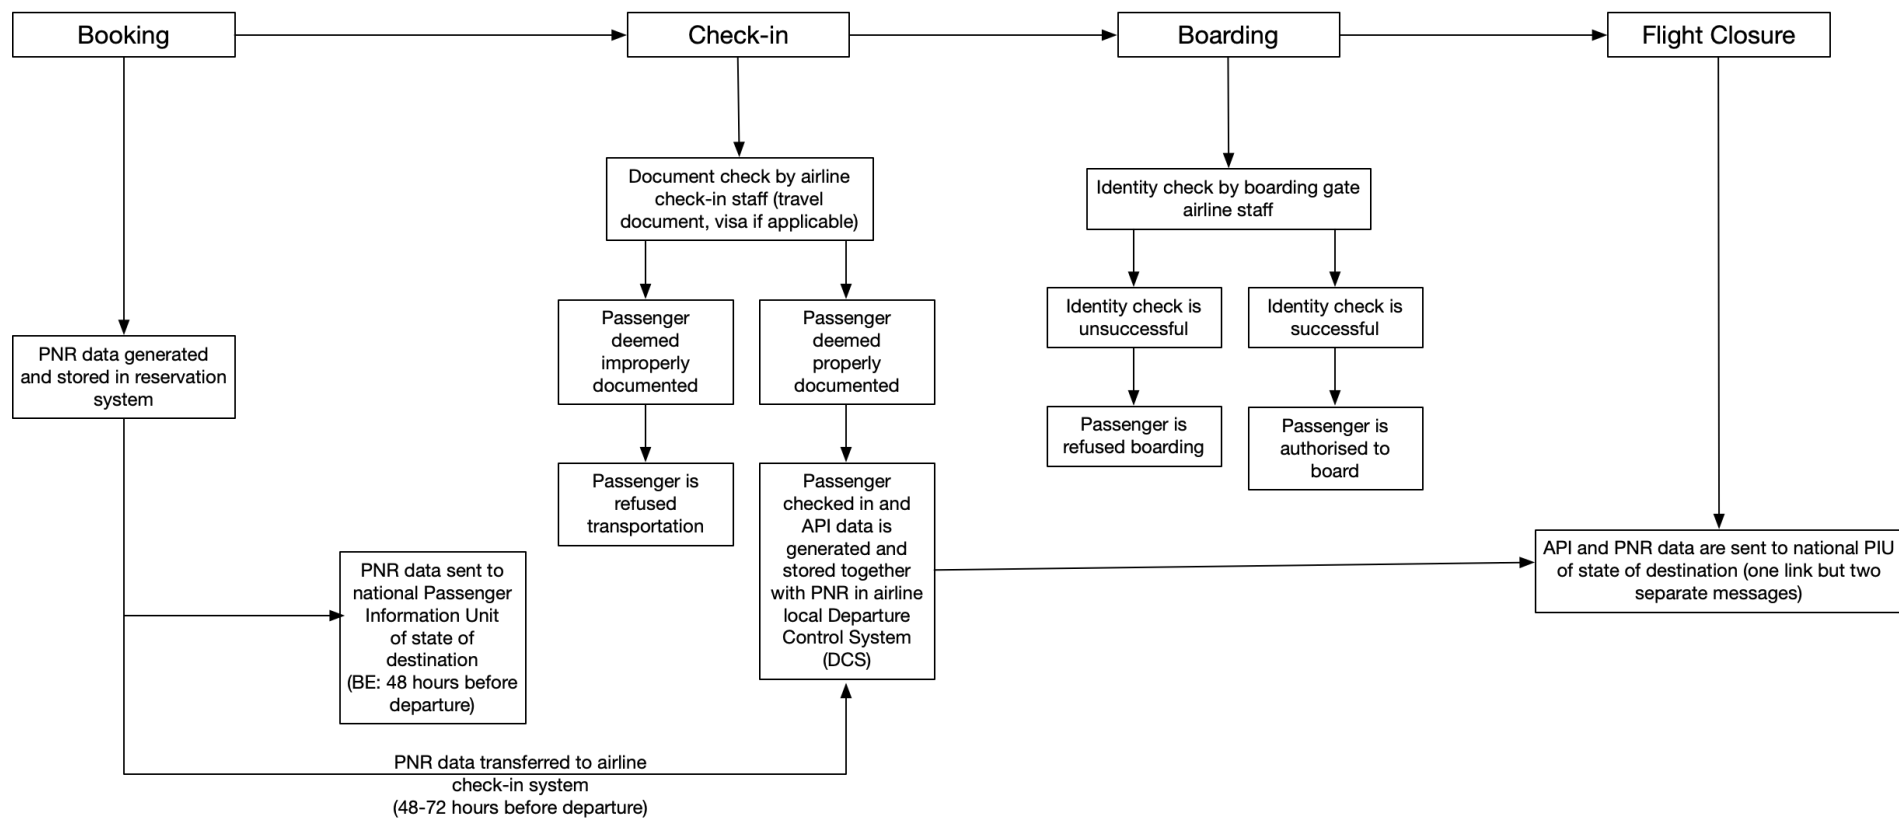 Booking
Check-in
Boarding
Flight Closure
Document check by airline
check-in staff (travel
document, visa if applicable)
Identity check by boarding gate
airline staff
Passenger
deemed
improperly
documented
Passenger
deemed
properly
documented
Identity check is
unsuccessful
Identity check is
successful
PNR data generated
and stored in reservation
system
Passenger is
refused
transportation
Passenger
checked in and
API data is
generated and
stored together
with PNR in airline
local Departure
Control System
(DCS)
Passenger is
refused boarding
Passenger is
authorised to
board
PNR data sent to
national Passenger
Information Unit
of state of
destination
(BE: 48 hours before
departure)
API and PNR data are sent to national PIU
of state of destination (one link but two
separate messages)
PNR data transferred to airline
check-in system
(48-72 hours before departure)